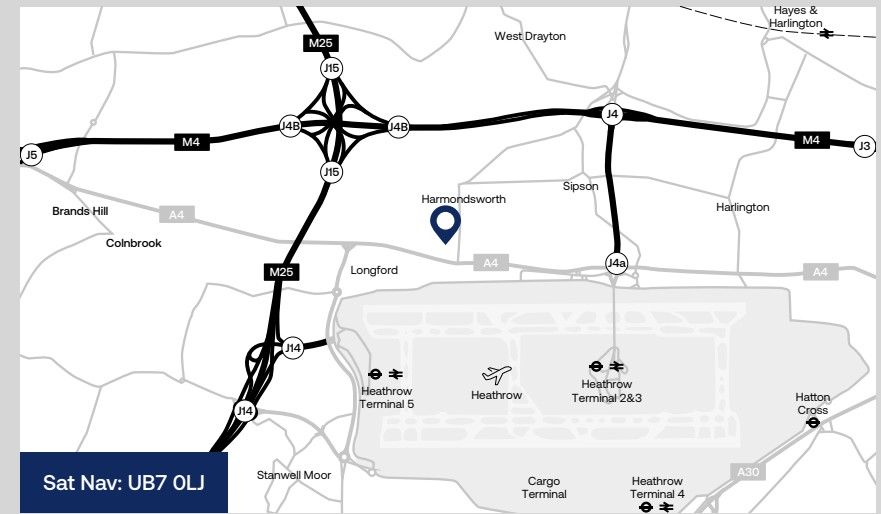 Hayes &
Harlington
West Drayton
M25
J15
J4B
J4B
J4
M4
M4
J5
J3
J15
Sipson
Harmondsworth
Harlington
Brands Hill
A4
Colnbrook
M25
Longford
A4
J4a
A4
J14
Heathrow
Terminal 5
Heathrow
Heathrow
Terminal 2&3
Hatton
Cross
J14
Stanwell Moor
Cargo
Terminal
Heathrow
Terminal 4
A30
Sat Nav: UB7 0LJ